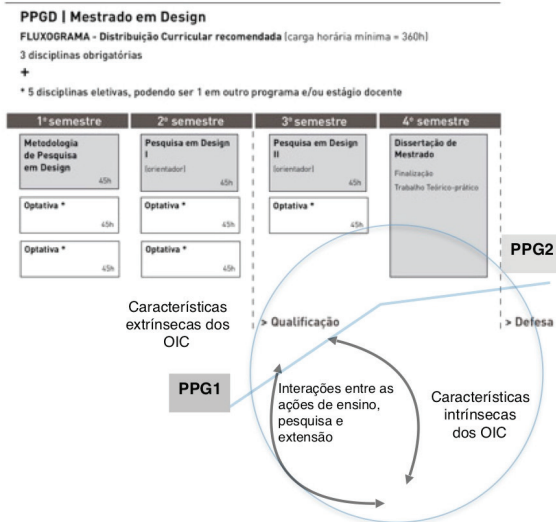 PPGD | Mestrado em Design
FLUXOGRAMA - Distribuição Curricular recomendada (carga horária mínima = 360h)
3 disciplinas obrigatórias
+
* 5 disciplinas eletivas, podendo ser 1 em outro programa e/ou estágio docente
1º semestre
2º semestre
3º semestre
4º semestre
Metodologia
de Pesquisa
em Design
45h
Pesquisa em Design
I
(orientador)
45h
Pesquisa em Design
II
(orientador)
45h
Dissertação de
Mestrado
Finalização
Trabalho Teórico-prático
Optativa *
45h
Optativa *
45h
Optativa *
45h
Optativa *
45h
Optativa *
45h
PPG2
Características
extrínsecas dos
OIC
> Qualificação
> Defesa
PPG1
Interações entre as
ações de ensino,
pesquisa e
extensão
Características
intrínsecas
dos OIC